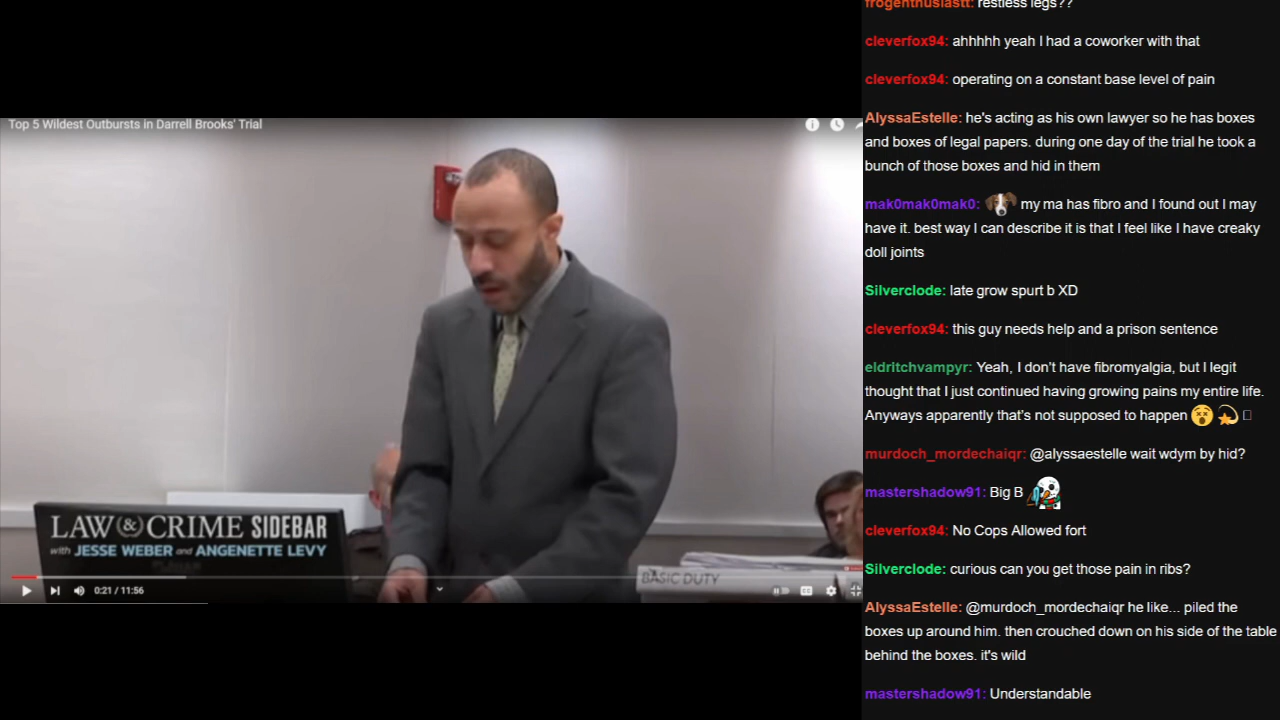 Top 5 Wildest Outbursts in Darrell Brooks' Trial
LAW & CRIME SIDEBAR
with JESSE WEBER and ANGENETTE LEVY
BASIC DUTY
0:21 / 11:56
frogenthusiastt: restless legs??
cleverfox94: ahhhhh yeah I had a coworker with that
cleverfox94: operating on a constant base level of pain
AlyssaEstelle: he's acting as his own lawyer so he has boxes
and boxes of legal papers. during one day of the trial he took a
bunch of those boxes and hid in them
mak0mak0mak0: my ma has fibro and I found out I may
have it. best way I can describe it is that I feel like I have creaky
doll joints
Silverclode: late grow spurt b XD
cleverfox94: this guy needs help and a prison sentence
eldritchvampyr: Yeah, I don't have fibromyalgia, but I legit
thought that I just continued having growing pains my entire life.
Anyways apparently that's not supposed to happen
murdoch_mordechaiqr: @alyssaestelle wait wdym by hid?
mastershadow91: Big B
cleverfox94: No Cops Allowed fort
Silverclode: curious can you get those pain in ribs?
AlyssaEstelle: @murdoch_mordechaiqr he like... piled the
boxes up around him. then crouched down on his side of the table
behind the boxes. it's wild
mastershadow91: Understandable